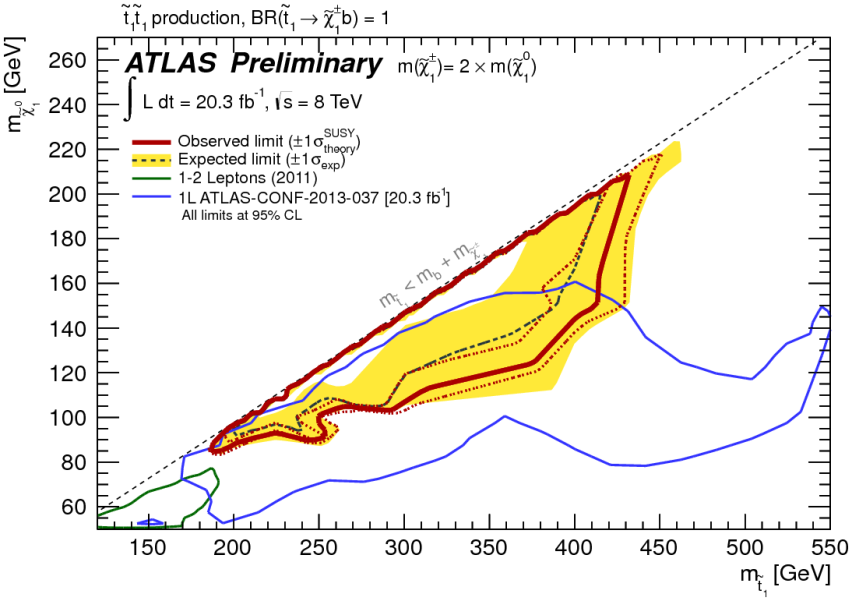 t̃₁t̃₁ production, BR(t̃₁ → χ̃₁± b) = 1
ATLAS Preliminary m(χ̃₁±) = 2 × m(χ̃₁⁰)
∫ L dt = 20.3 fb⁻¹, √s = 8 TeV
Observed limit (±1σ^SUSY_theory)
Expected limit (±1σ_exp)
1-2 Leptons (2011)
1L ATLAS-CONF-2013-037 [20.3 fb⁻¹]
All limits at 95% CL
m_t̃₁ < m_b + m_χ̃₁±
m_χ̃₁⁰ [GeV]
260
240
220
200
180
160
140
120
100
80
60
150 200 250 300 350 400 450 500 550
m_t̃₁ [GeV]